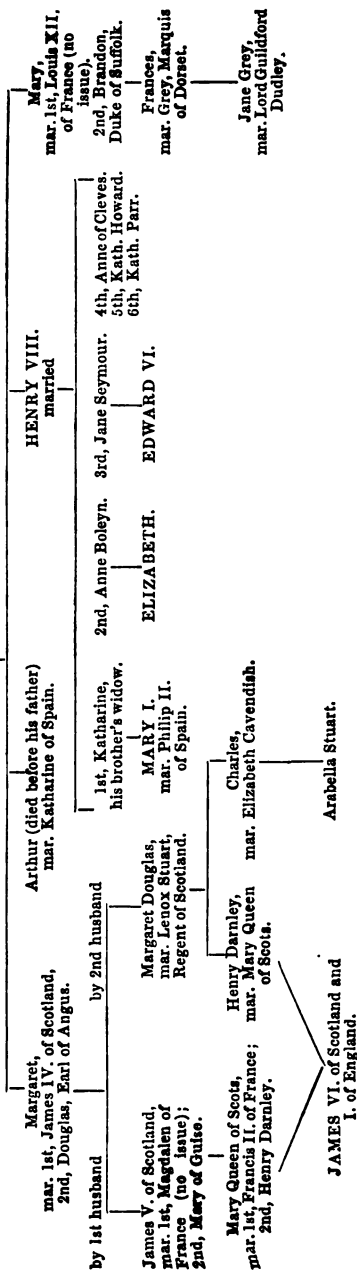 Margaret,
mar. 1st, James IV. of Scotland,
2nd, Douglas, Earl of Angus.
Arthur (died before his father)
mar. Katharine of Spain.
HENRY VIII.
married
Mary,
mar. 1st, Louis XII.
of France (no
issue).
2nd, Brandon,
Duke of Suffolk.
by 1st husband
by 2nd husband
1st, Katharine,
his brother's widow.
2nd, Anne Boleyn.
3rd, Jane Seymour.
4th, Anne of Cleves.
5th, Kath. Howard.
6th, Kath. Parr.
Frances,
mar. Grey, Marquis
of Dorset.
James V. of Scotland,
mar. 1st, Magdalen of
France (no issue);
2nd, Mary of Guise.
Margaret Douglas,
mar. Lenox Stuart,
Regent of Scotland.
MARY I.
mar. Philip II.
of Spain.
ELIZABETH.
EDWARD VI.
Jane Grey,
mar. Lord Guildford
Dudley.
Mary Queen of Scots,
mar. 1st, Francis II. of France;
2nd, Henry Darnley.
Henry Darnley,
mar. Mary Queen
of Scots.
Charles,
mar. Elizabeth Cavendish.
JAMES VI. of Scotland and
I. of England.
Arabella Stuart.